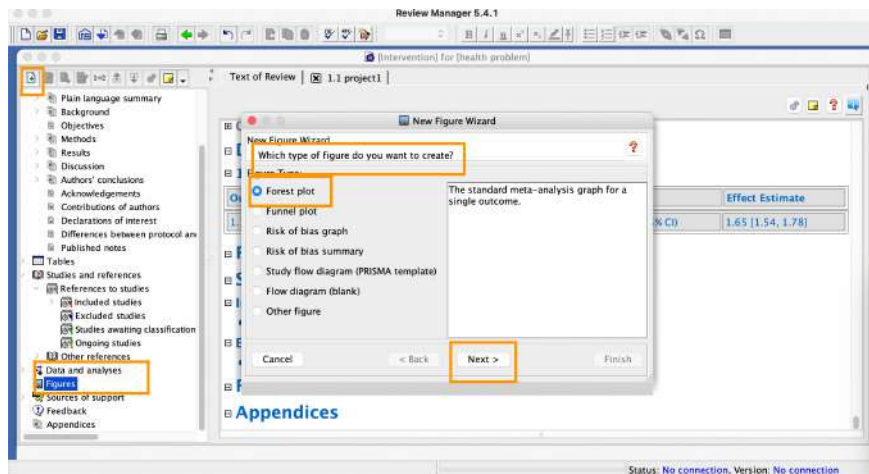 Review Manager 5.4.1
[Intervention] for [health problem]
Text of Review
1.1 project1
Plain language summary
Background
Objectives
Methods
Results
Discussion
Authors' conclusions
Acknowledgements
Contributions of authors
Declarations of interest
Differences between protocol an
Published notes
Tables
Studies and references
References to studies
Included studies
Excluded studies
Studies awaiting classification
Ongoing studies
Other references
Data and analyses
Figures
Sources of support
Feedback
Appendices
New Figure Wizard
New Figure Wizard
Which type of figure do you want to create?
Figure Type:
Forest plot
Funnel plot
Risk of bias graph
Risk of bias summary
Study flow diagram (PRISMA template)
Flow diagram (blank)
Other figure
The standard meta-analysis graph for a
single outcome.
Cancel
< Back
Next >
Finish
Effect Estimate
% CI)
1.65 [1.54, 1.78]
Appendices
Status: No connection, Version: No connection